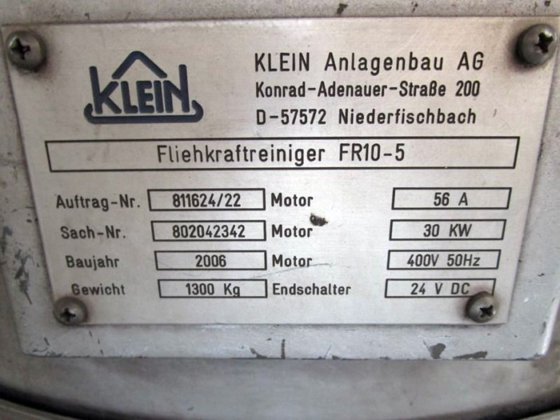 KLEIN
KLEIN Anlagenbau AG
Konrad-Adenauer-Straße 200
D-57572 Niederfischbach
Fliehkraftreiniger FR10-5
Auftrag-Nr. 811624/22 Motor 56 A
Sach-Nr. 802042342 Motor 30 KW
Baujahr 2006 Motor 400V 50Hz
Gewicht 1300 Kg Endschalter 24 V DC